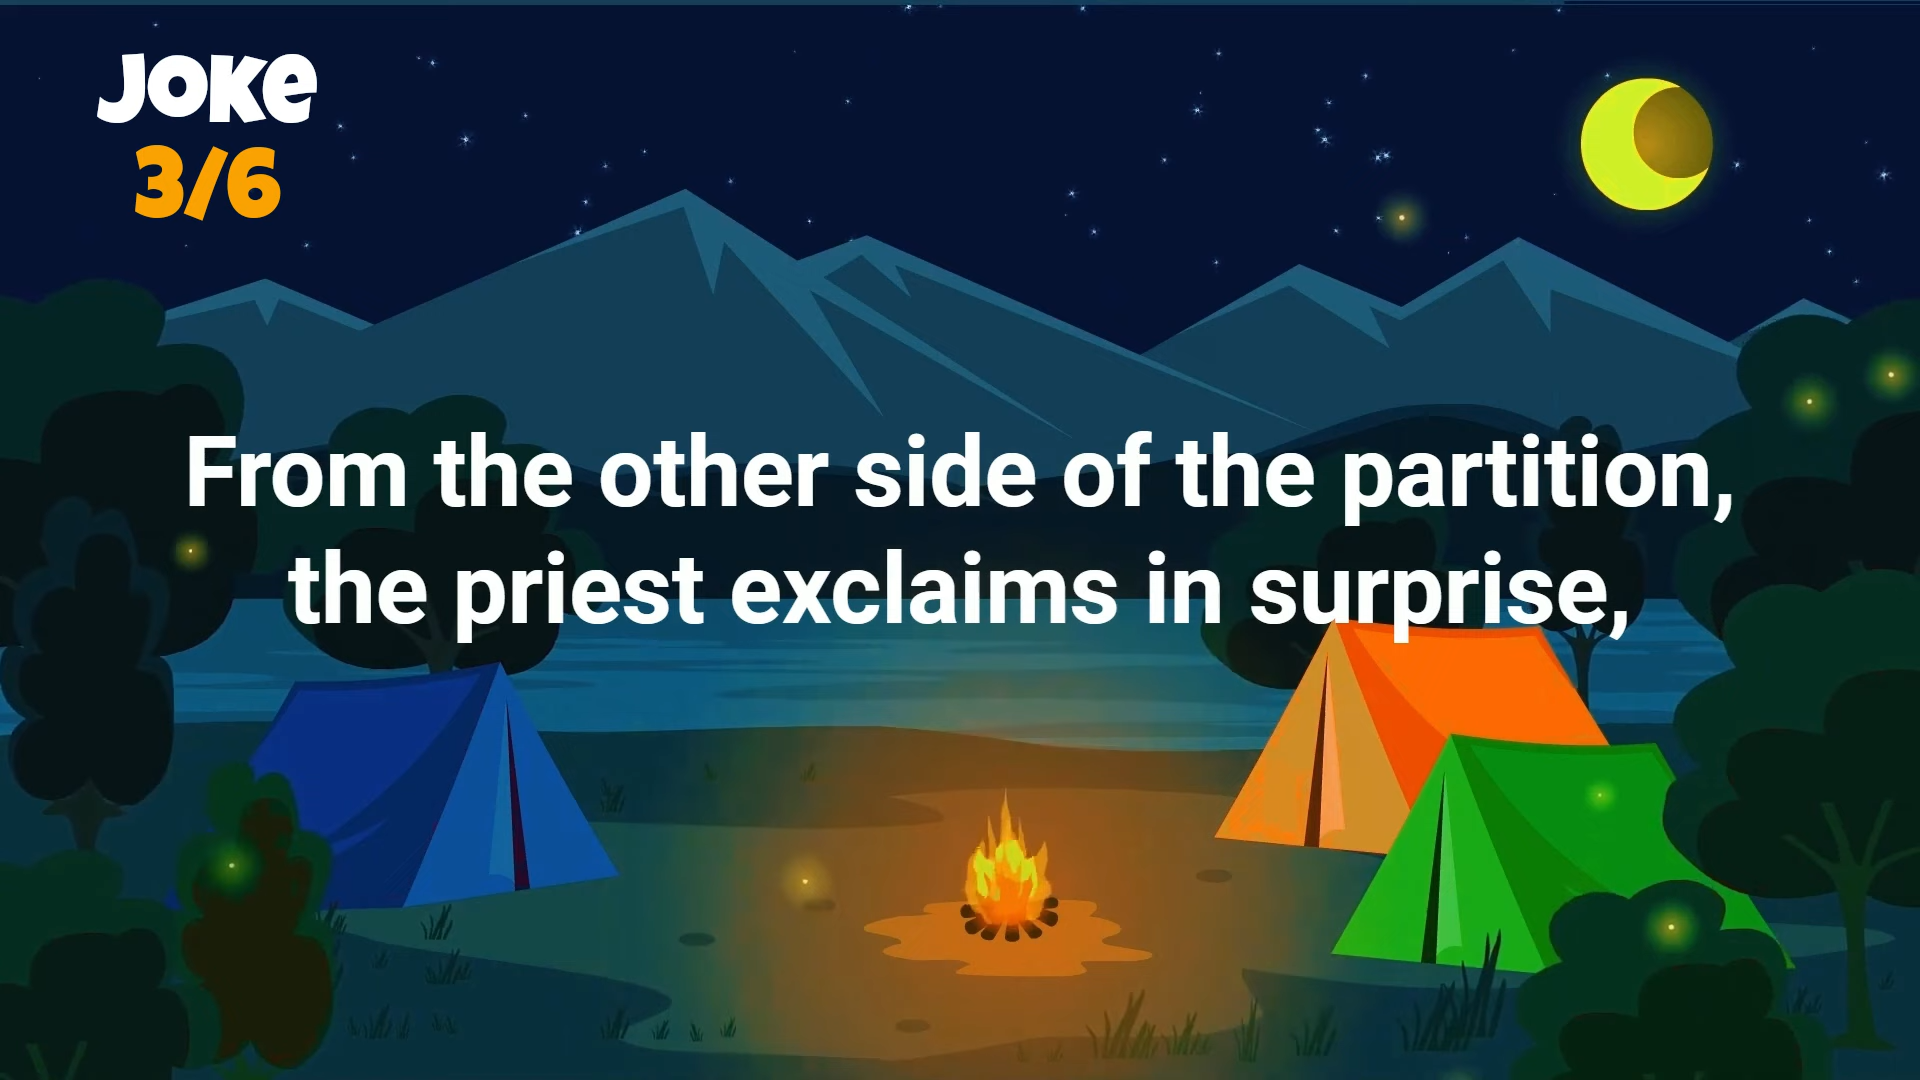 JOKE
3/6
From the other side of the partition,
the priest exclaims in surprise,